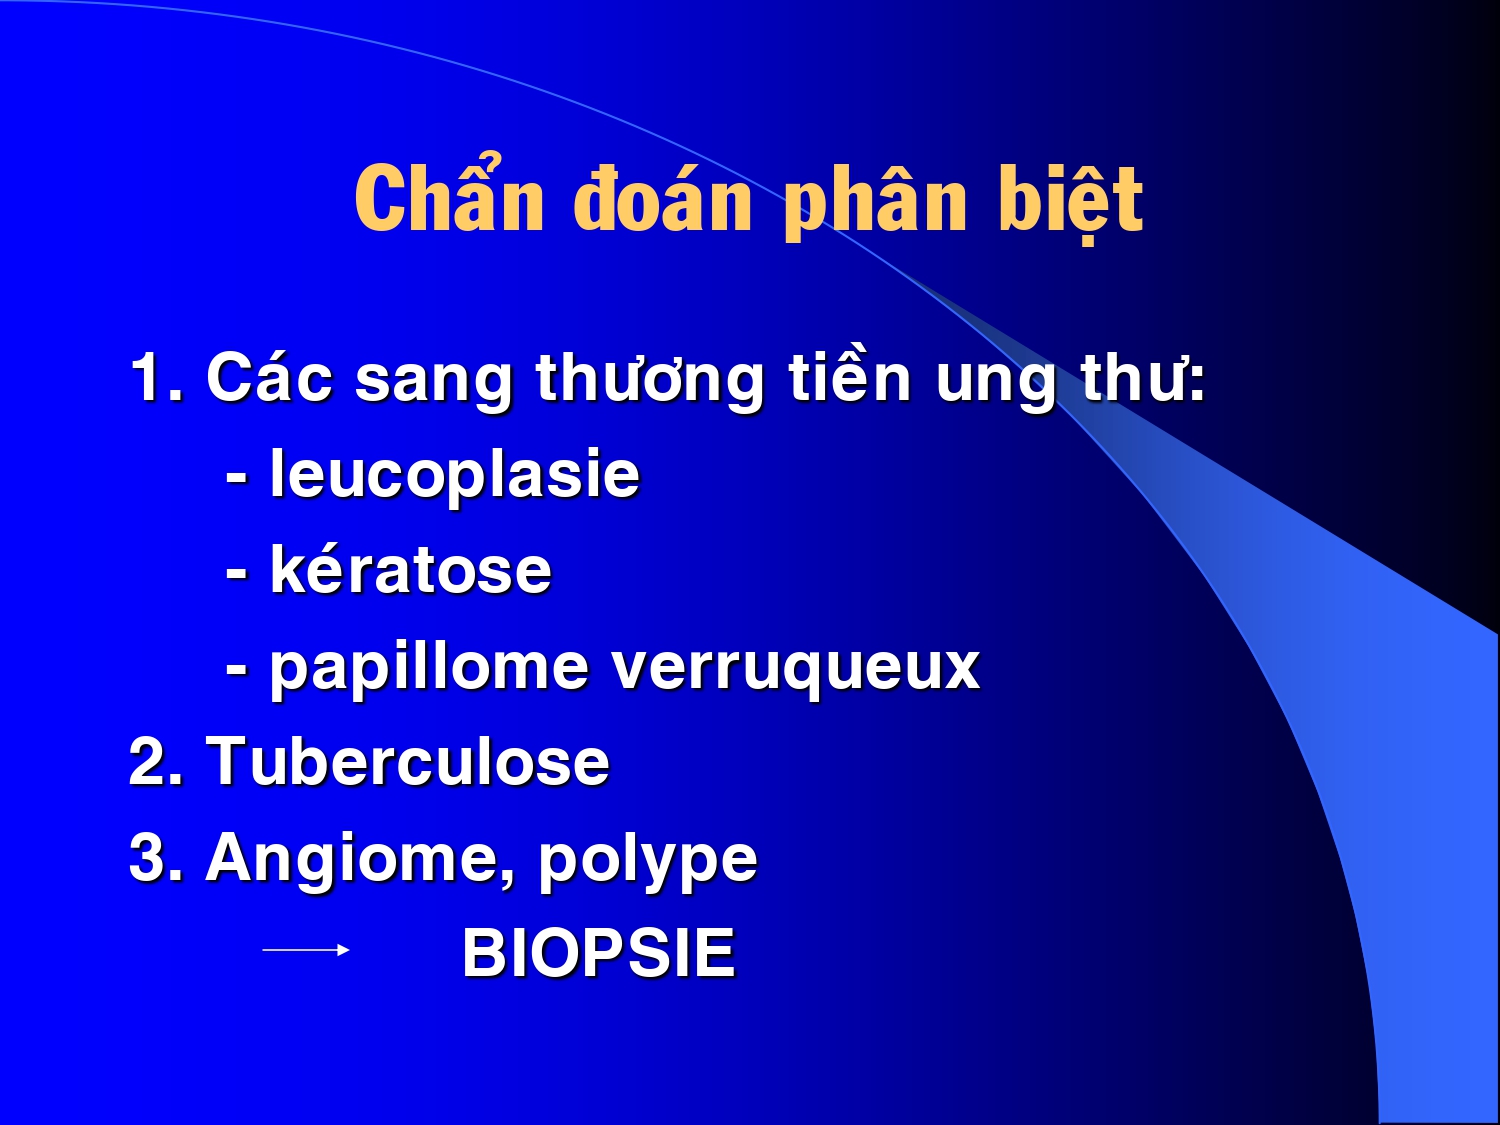 Chẩn đoán phân biệt
1. Các sang thương tiền ung thư:
- leucoplasie
- kératose
- papillome verruqueux
2. Tuberculose
3. Angiome, polype
BIOPSIE